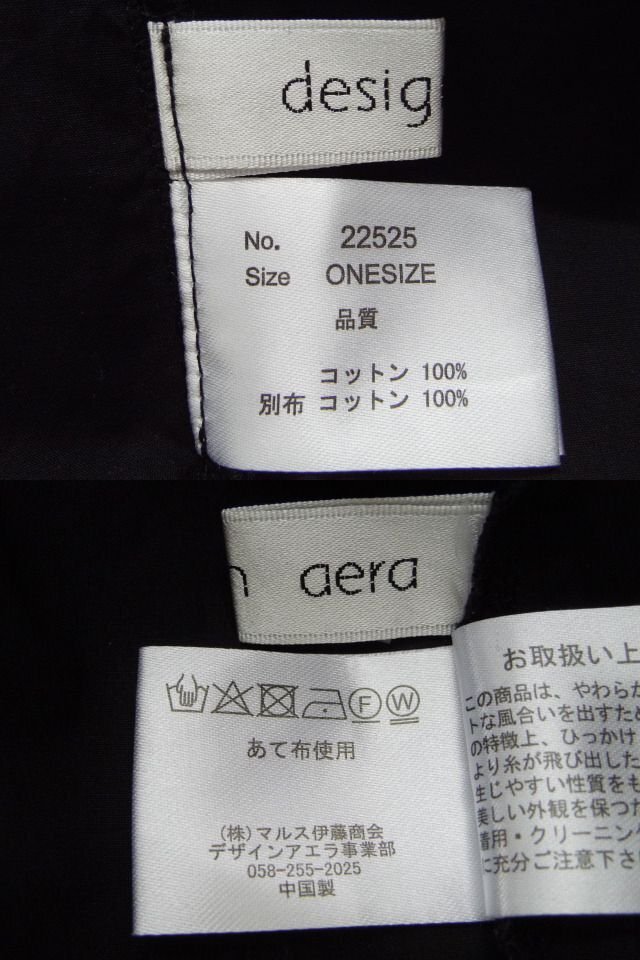 desig
No. 22525
Size ONESIZE
品質
コットン 100%
別布 コットン 100%
n aera
F W
あて布使用
(株)マルス伊藤商会
デザインアエラ事業部
058-255-2025
中国製
お取扱い上
この商品は、やわらか
トな風合いを出すため
の特徴上、ひっかけ
より糸が飛び出した
生じやすい性質をも
美しい外観を保つた
着用・クリーニン
に充分ご注意下さ